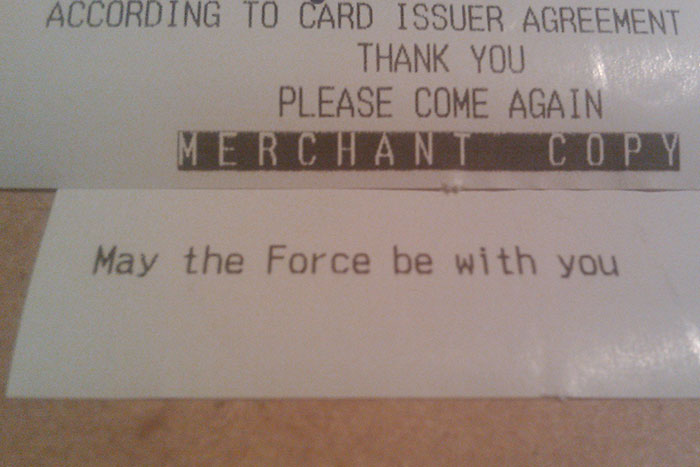 ACCORDING TO CARD ISSUER AGREEMENT
THANK YOU
PLEASE COME AGAIN
MERCHANT COPY
May the Force be with you